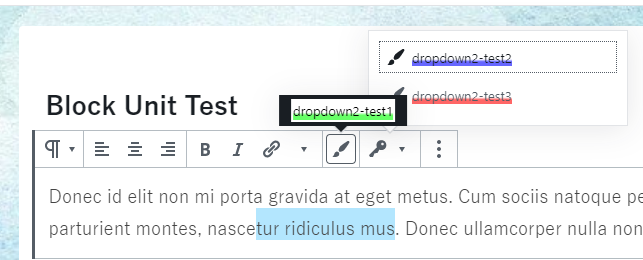 dropdown2-test2
dropdown2-test3
Block Unit Test
dropdown2-test1
B I
Donec id elit non mi porta gravida at eget metus. Cum sociis natoque pe
parturient montes, nascetur ridiculus mus. Donec ullamcorper nulla non